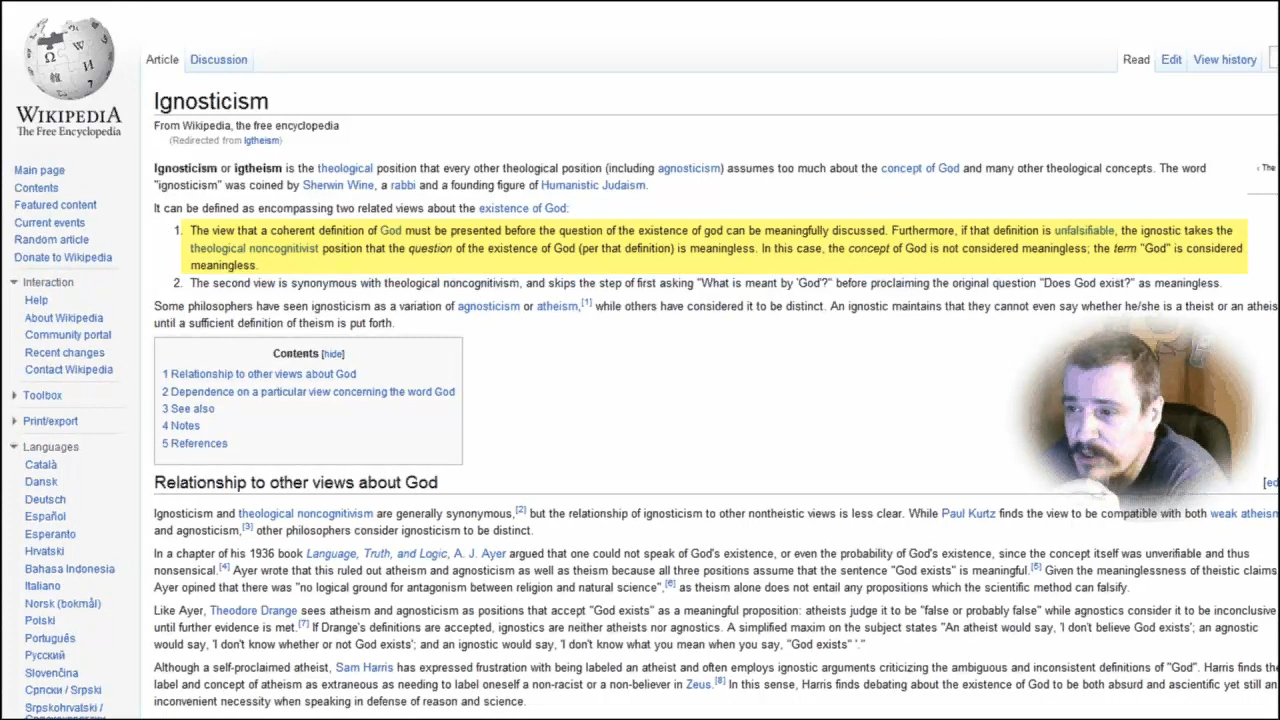 Article Discussion Read Edit View history
WIKIPEDIA
The Free Encyclopedia
Main page
Contents
Featured content
Current events
Random article
Donate to Wikipedia
Interaction
Help
About Wikipedia
Community portal
Recent changes
Contact Wikipedia
Toolbox
Print/export
Languages
Català
Dansk
Deutsch
Español
Esperanto
Hrvatski
Bahasa Indonesia
Italiano
Norsk (bokmål)
Polski
Português
Русский
Slovenčina
Српски / Srpski
Srpskohrvatski /
Ignosticism
From Wikipedia, the free encyclopedia
(Redirected from Igtheism)
Ignosticism or igtheism is the theological position that every other theological position (including agnosticism) assumes too much about the concept of God and many other theological concepts. The word
"ignosticism" was coined by Sherwin Wine, a rabbi and a founding figure of Humanistic Judaism.
It can be defined as encompassing two related views about the existence of God:
1. The view that a coherent definition of God must be presented before the question of the existence of god can be meaningfully discussed. Furthermore, if that definition is unfalsifiable, the ignostic takes the
theological noncognitivist position that the question of the existence of God (per that definition) is meaningless. In this case, the concept of God is not considered meaningless; the term "God" is considered
meaningless.
2. The second view is synonymous with theological noncognitivism, and skips the step of first asking "What is meant by 'God'?" before proclaiming the original question "Does God exist?" as meaningless.
Some philosophers have seen ignosticism as a variation of agnosticism or atheism,[1] while others have considered it to be distinct. An ignostic maintains that they cannot even say whether he/she is a theist or an atheis
until a sufficient definition of theism is put forth.
Contents [hide]
1 Relationship to other views about God
2 Dependence on a particular view concerning the word God
3 See also
4 Notes
5 References
Relationship to other views about God
Ignosticism and theological noncognitivism are generally synonymous,[2] but the relationship of ignosticism to other nontheistic views is less clear. While Paul Kurtz finds the view to be compatible with both weak atheism
and agnosticism,[3] other philosophers consider ignosticism to be distinct.
In a chapter of his 1936 book Language, Truth, and Logic, A. J. Ayer argued that one could not speak of God's existence, or even the probability of God's existence, since the concept itself was unverifiable and thus
nonsensical.[4] Ayer wrote that this ruled out atheism and agnosticism as well as theism because all three positions assume that the sentence "God exists" is meaningful.[5] Given the meaninglessness of theistic claims
Ayer opined that there was "no logical ground for antagonism between religion and natural science",[6] as theism alone does not entail any propositions which the scientific method can falsify.
Like Ayer, Theodore Drange sees atheism and agnosticism as positions that accept "God exists" as a meaningful proposition: atheists judge it to be "false or probably false" while agnostics consider it to be inconclusive
until further evidence is met.[7] If Drange's definitions are accepted, ignostics are neither atheists nor agnostics. A simplified maxim on the subject states "An atheist would say, 'I don't believe God exists'; an agnostic
would say, 'I don't know whether or not God exists'; and an ignostic would say, 'I don't know what you mean when you say, "God exists" '."
Although a self-proclaimed atheist, Sam Harris has expressed frustration with being labeled an atheist and often employs ignostic arguments criticizing the ambiguous and inconsistent definitions of "God". Harris finds the
label and concept of atheism as extraneous as needing to label oneself a non-racist or a non-believer in Zeus.[8] In this sense, Harris finds debating about the existence of God to be both absurd and ascientific yet still an
inconvenient necessity when speaking in defense of reason and science.